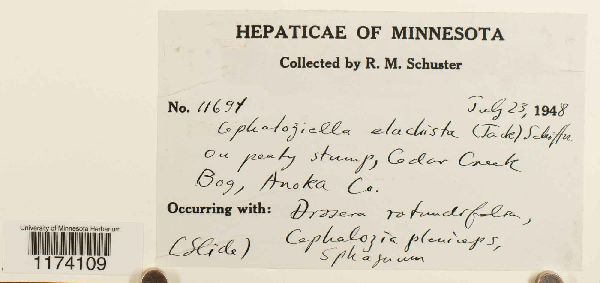 HEPATICAE OF MINNESOTA
Collected by R. M. Schuster
No. 11694 July 23, 1948
Cephaloziella elachista (Jack) Schiffn
on peaty stump, Cedar Creek
Bog, Anoka Co.
Occurring with: Drosera rotundifolia,
(slide) Cephalozia pleniceps,
Sphagnum
University of Minnesota Herbarium
1174109